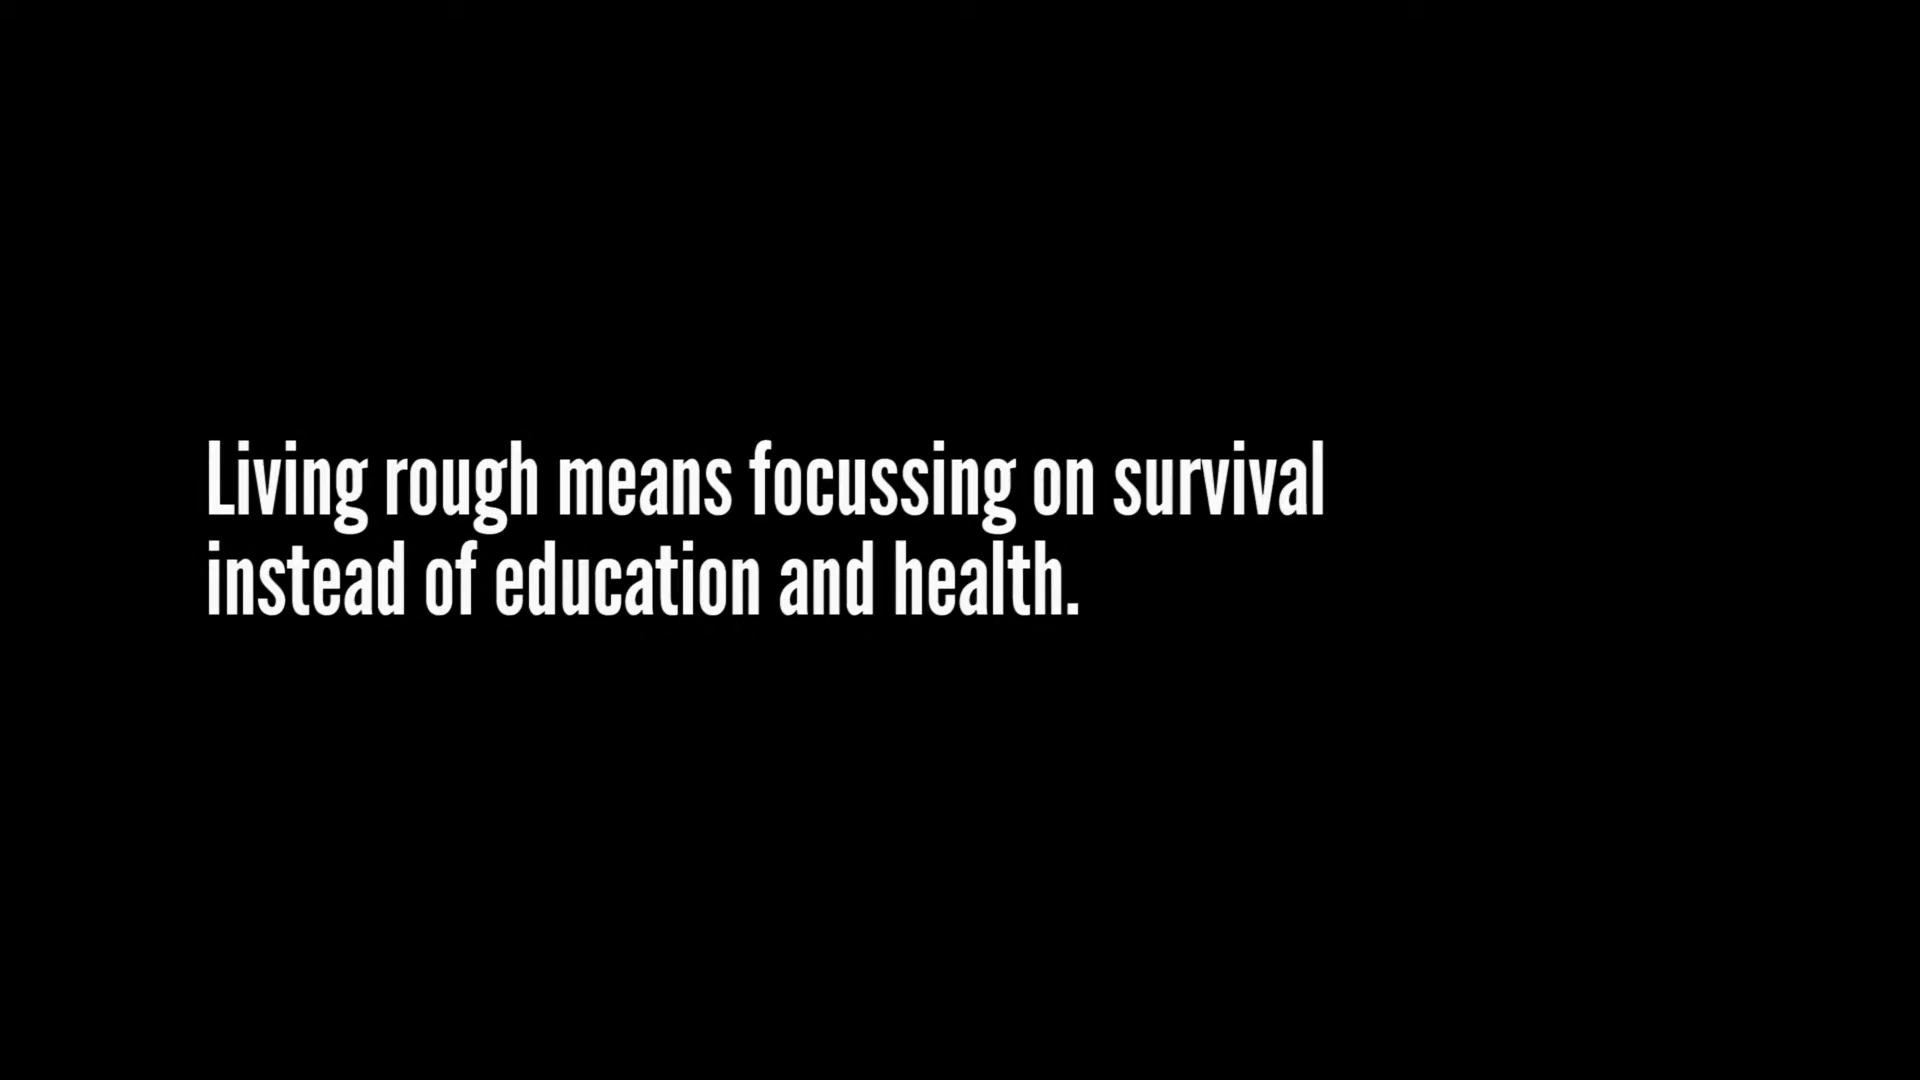 Living rough means focussing on survival
instead of education and health.